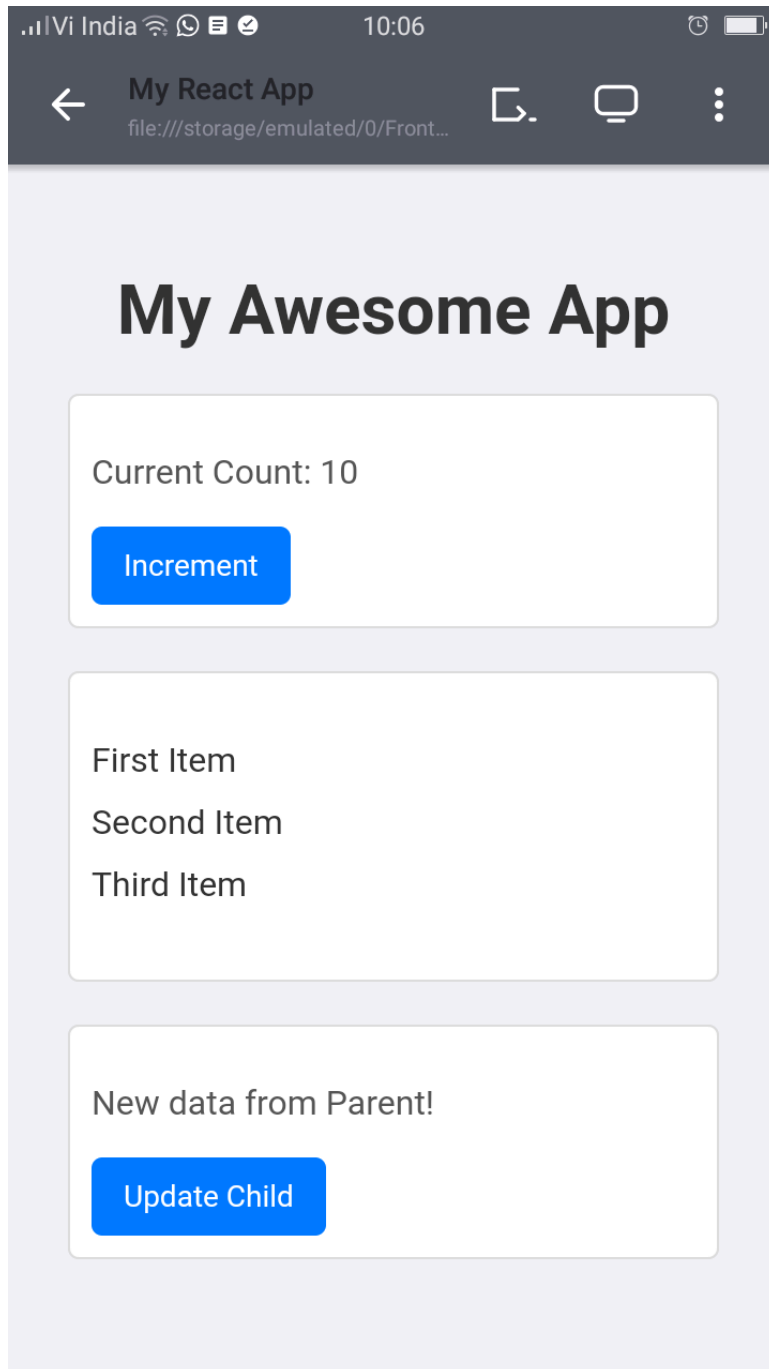 Vi India 10:06
My React App
file:///storage/emulated/0/Front...
My Awesome App
Current Count: 10
Increment
First Item
Second Item
Third Item
New data from Parent!
Update Child